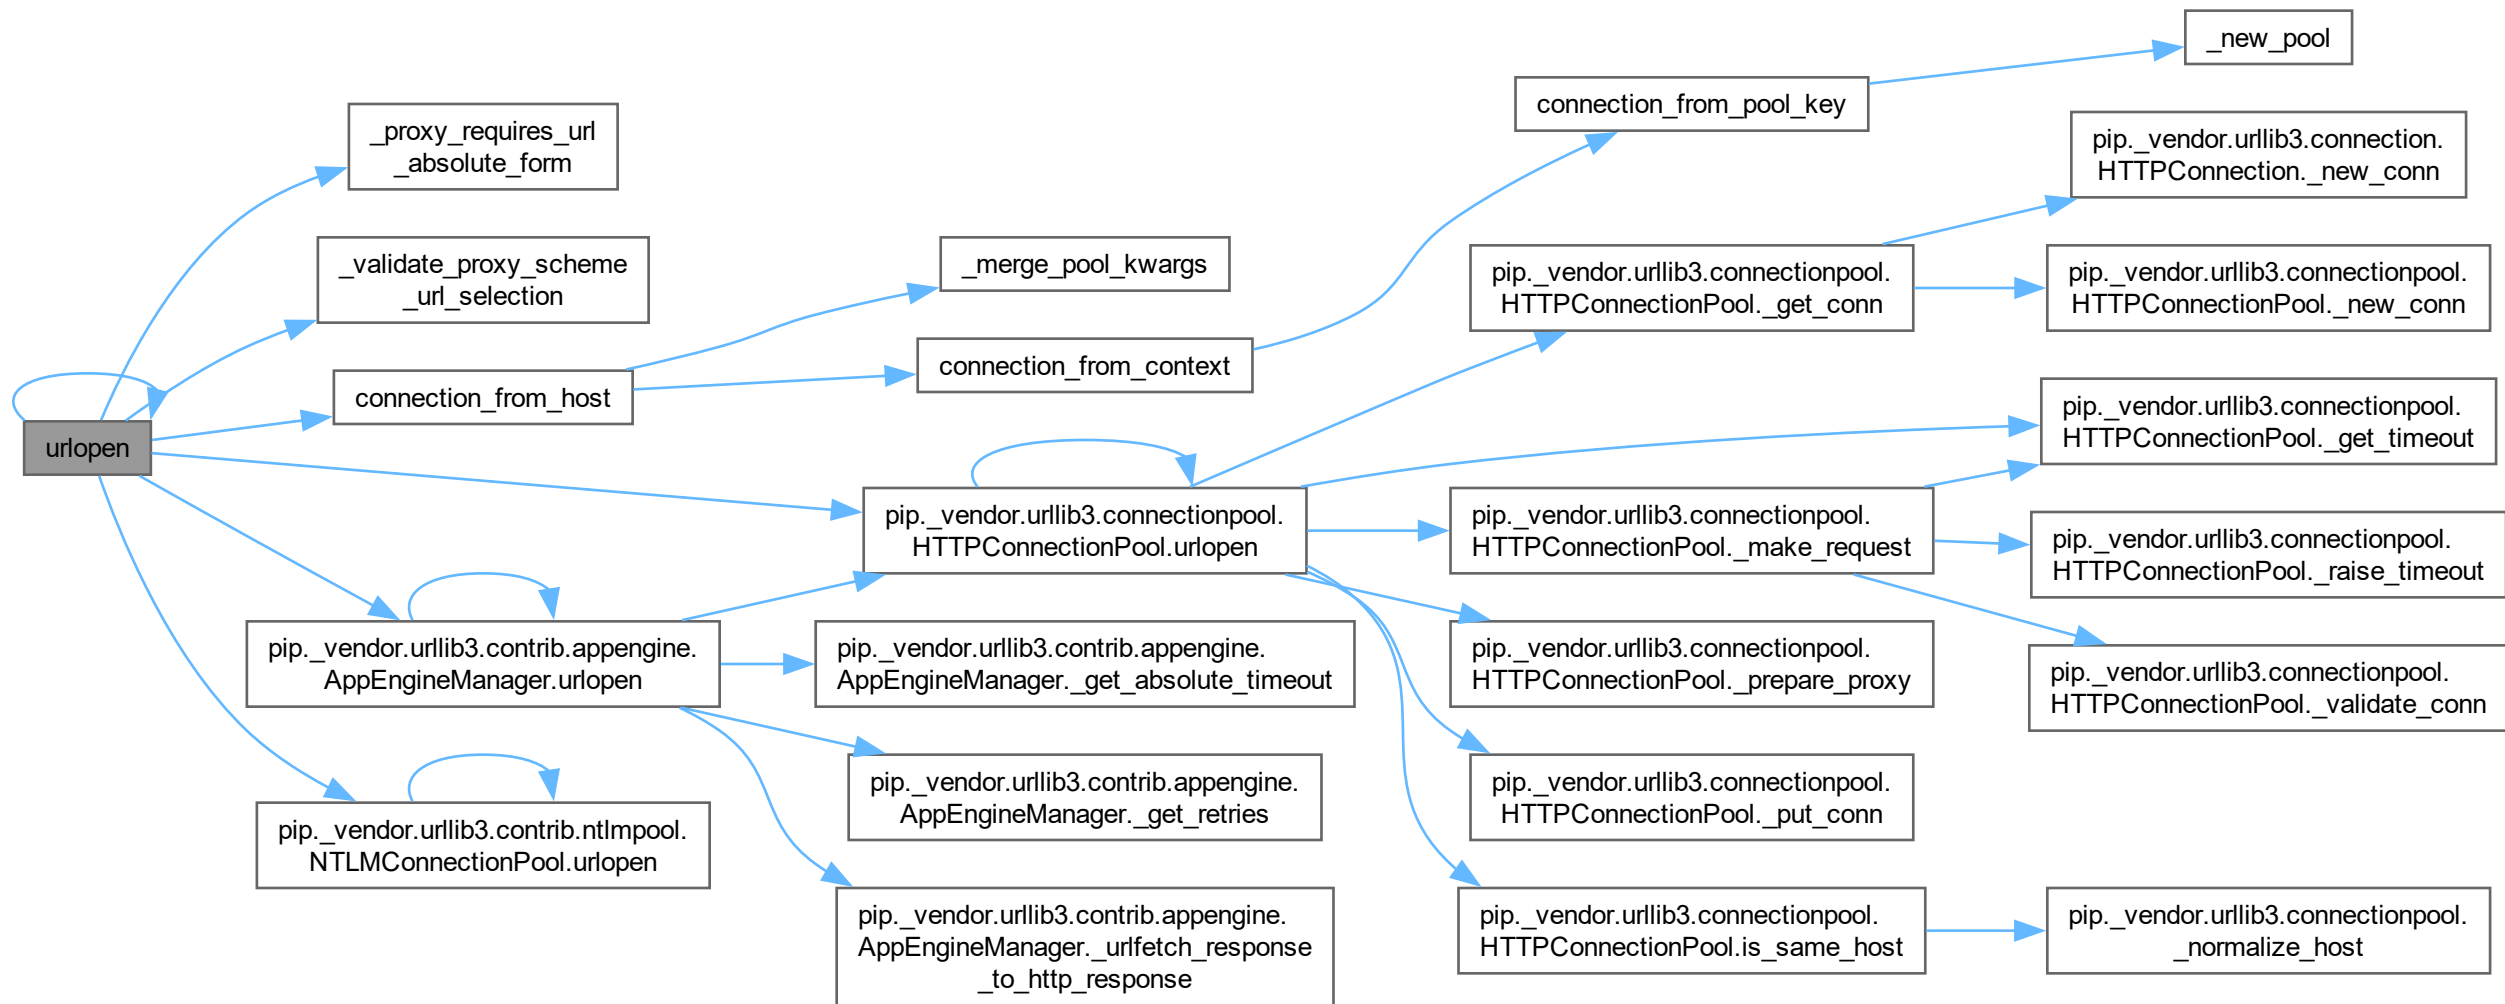 urlopen
_proxy_requires_url
_absolute_form
_validate_proxy_scheme
_url_selection
connection_from_host
pip._vendor.urllib3.contrib.appengine.
AppEngineManager.urlopen
pip._vendor.urllib3.contrib.ntlmpool.
NTLMConnectionPool.urlopen
_merge_pool_kwargs
connection_from_context
pip._vendor.urllib3.connectionpool.
HTTPConnectionPool.urlopen
pip._vendor.urllib3.contrib.appengine.
AppEngineManager._get_absolute_timeout
pip._vendor.urllib3.contrib.appengine.
AppEngineManager._get_retries
pip._vendor.urllib3.contrib.appengine.
AppEngineManager._urlfetch_response
_to_http_response
connection_from_pool_key
pip._vendor.urllib3.connectionpool.
HTTPConnectionPool._get_conn
pip._vendor.urllib3.connectionpool.
HTTPConnectionPool._make_request
pip._vendor.urllib3.connectionpool.
HTTPConnectionPool._prepare_proxy
pip._vendor.urllib3.connectionpool.
HTTPConnectionPool._put_conn
pip._vendor.urllib3.connectionpool.
HTTPConnectionPool.is_same_host
_new_pool
pip._vendor.urllib3.connection.
HTTPConnection._new_conn
pip._vendor.urllib3.connectionpool.
HTTPConnectionPool._new_conn
pip._vendor.urllib3.connectionpool.
HTTPConnectionPool._get_timeout
pip._vendor.urllib3.connectionpool.
HTTPConnectionPool._raise_timeout
pip._vendor.urllib3.connectionpool.
HTTPConnectionPool._validate_conn
pip._vendor.urllib3.connectionpool.
_normalize_host